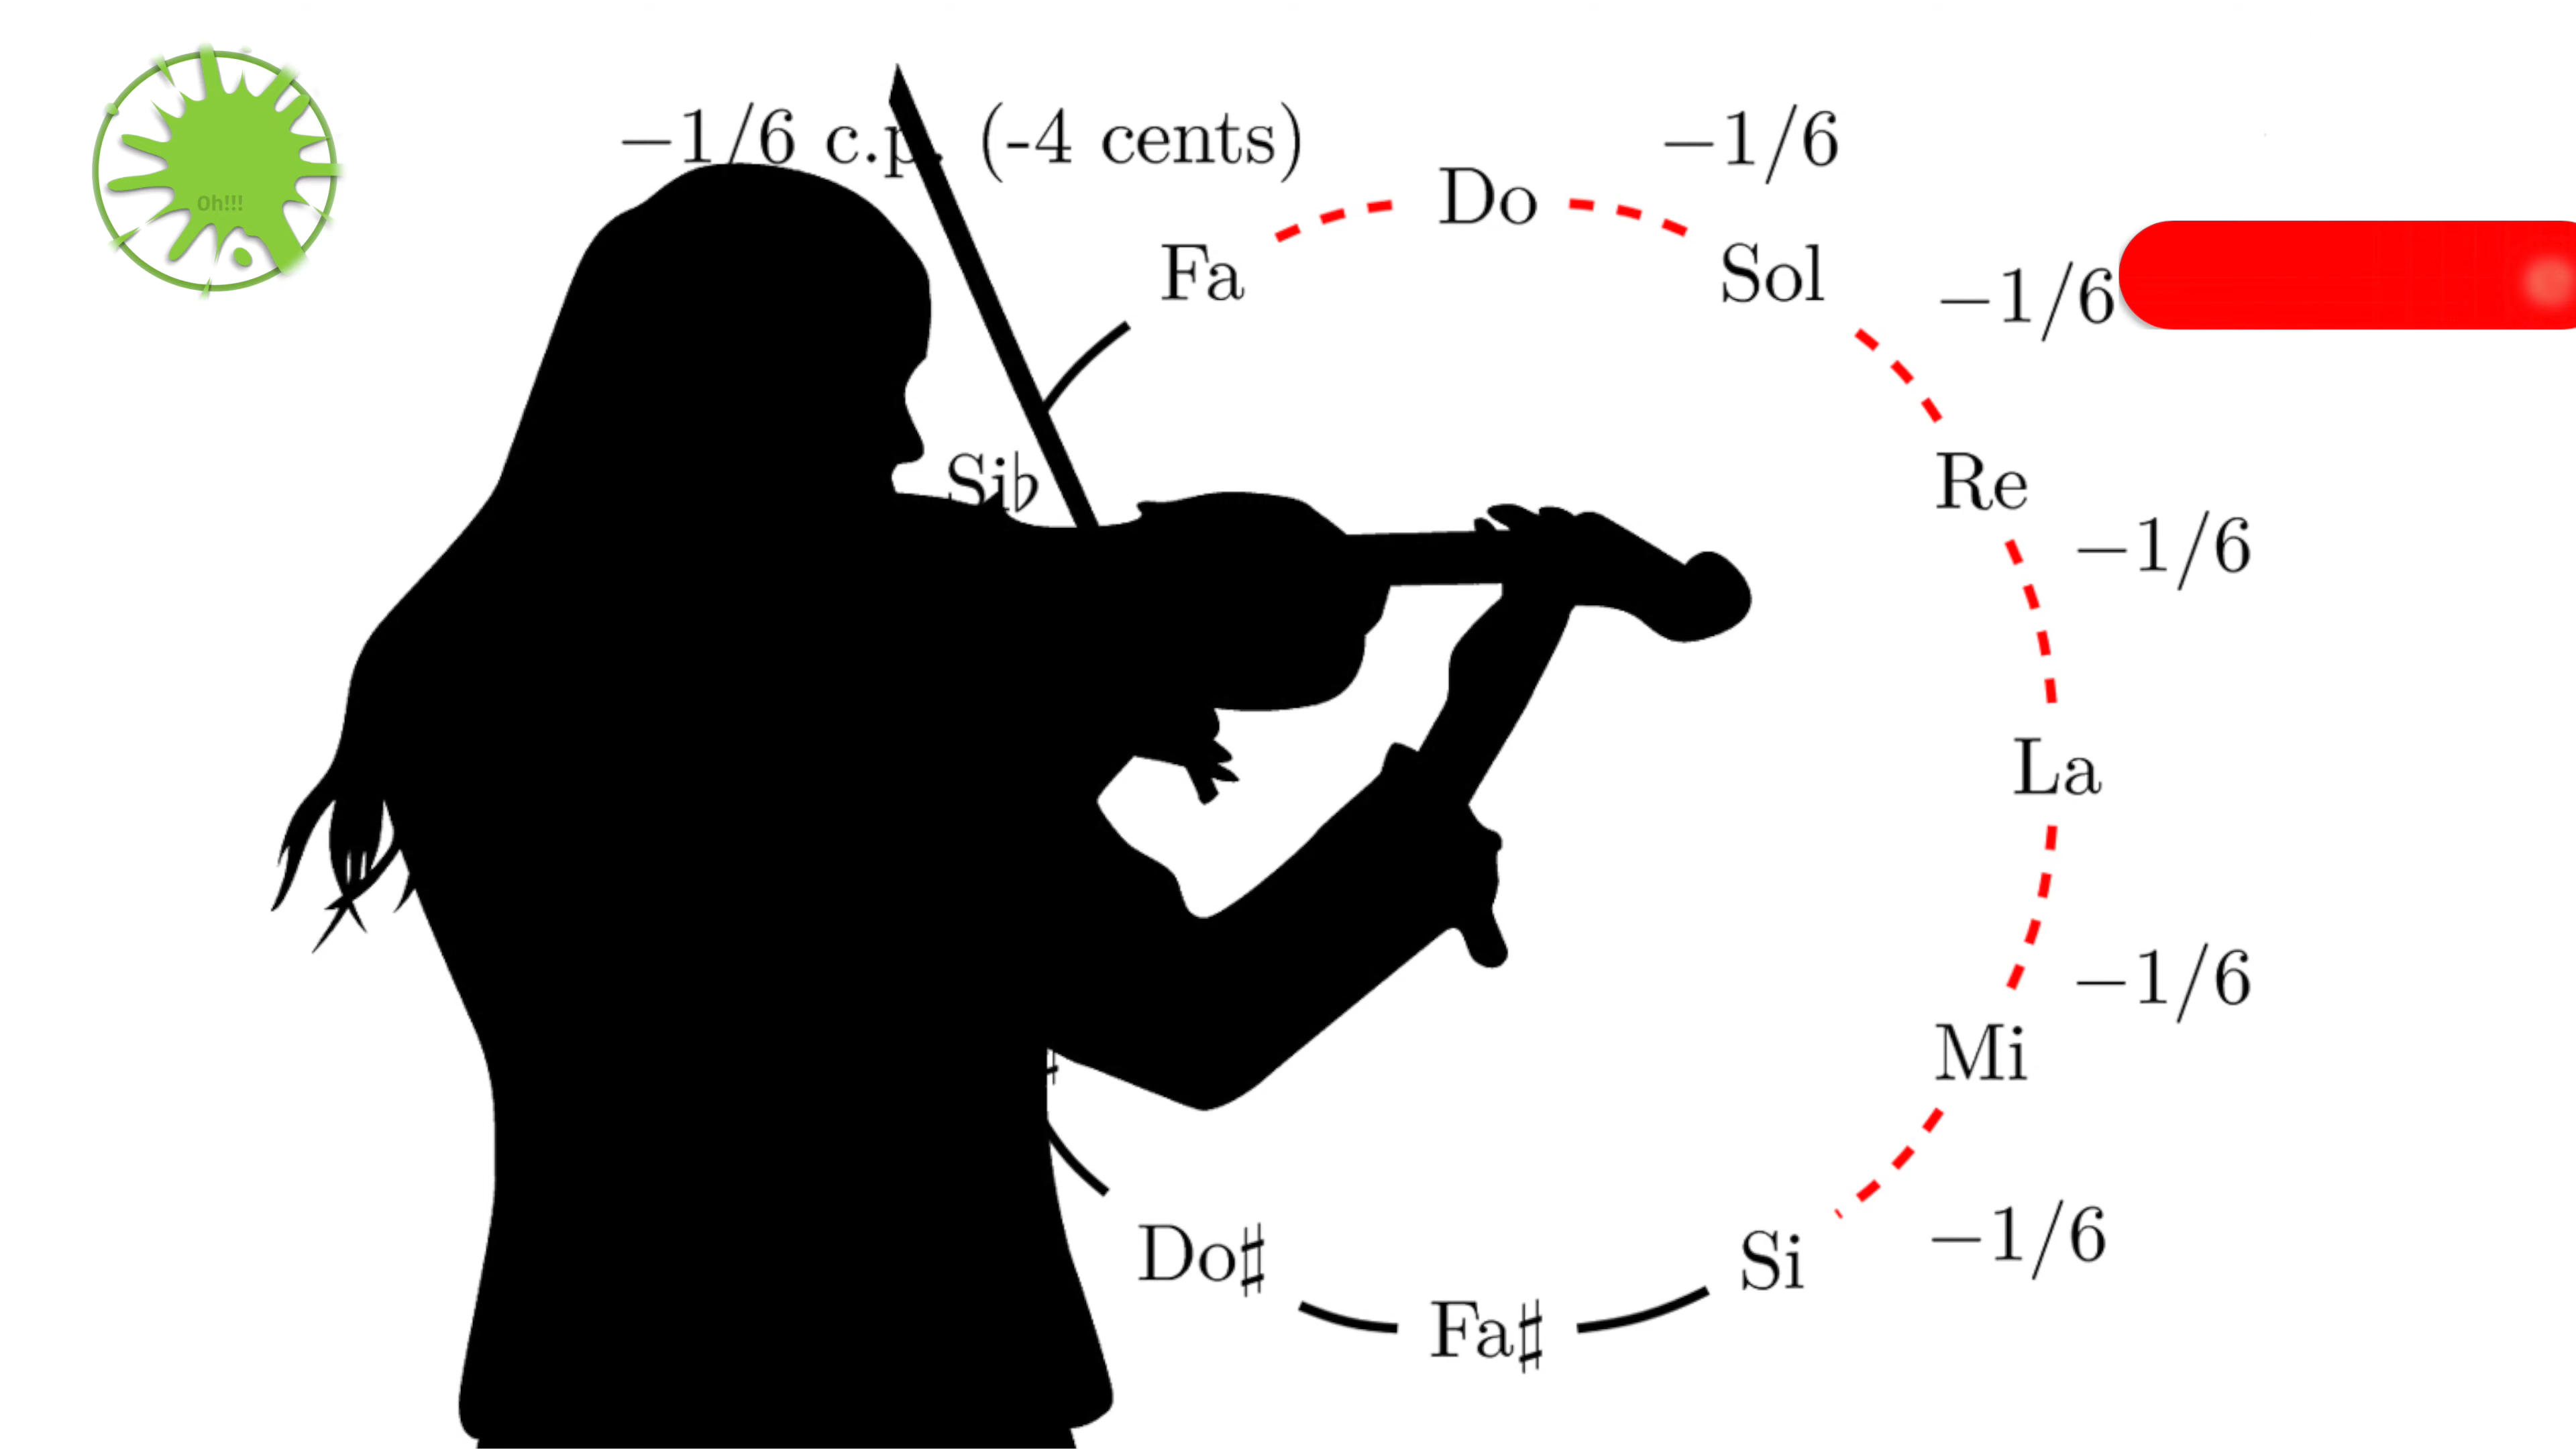 Oh!!!
−1/6 c.p. (-4 cents)
−1/6
Do
Fa
Sol
−1/6
Si♭
Re
−1/6
La
−1/6
Mi
−1/6
Do♯
Si
Fa♯